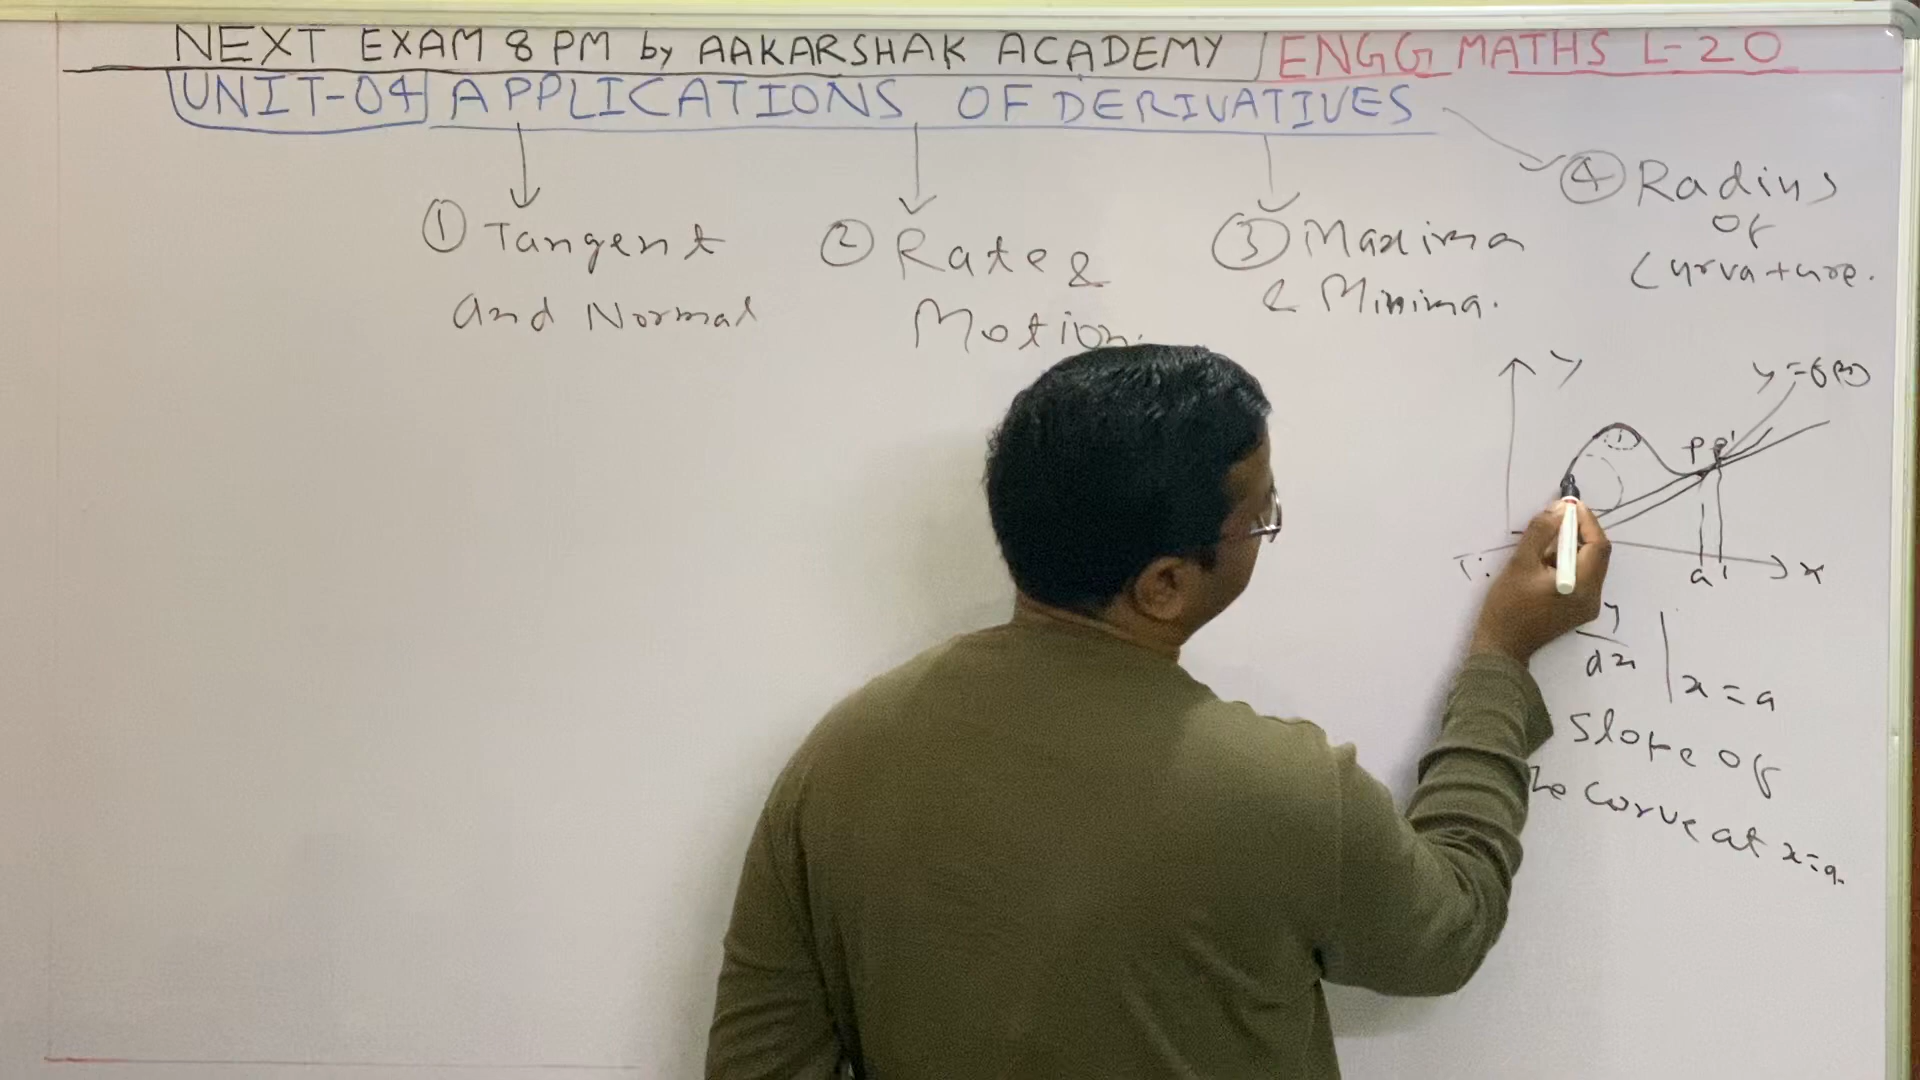 NEXT EXAM 8 PM by AAKARSHAK ACADEMY
ENGG MATHS L-20
UNIT-04 APPLICATIONS OF DERIVATIVES
① Tangent
and Normal
② Rate &
Motion.
③ Maxima
& Minima.
④ Radius
Of
Curvature.
y
P P'
a
x
y
dx
x = a
Slope of
curve at x=a.